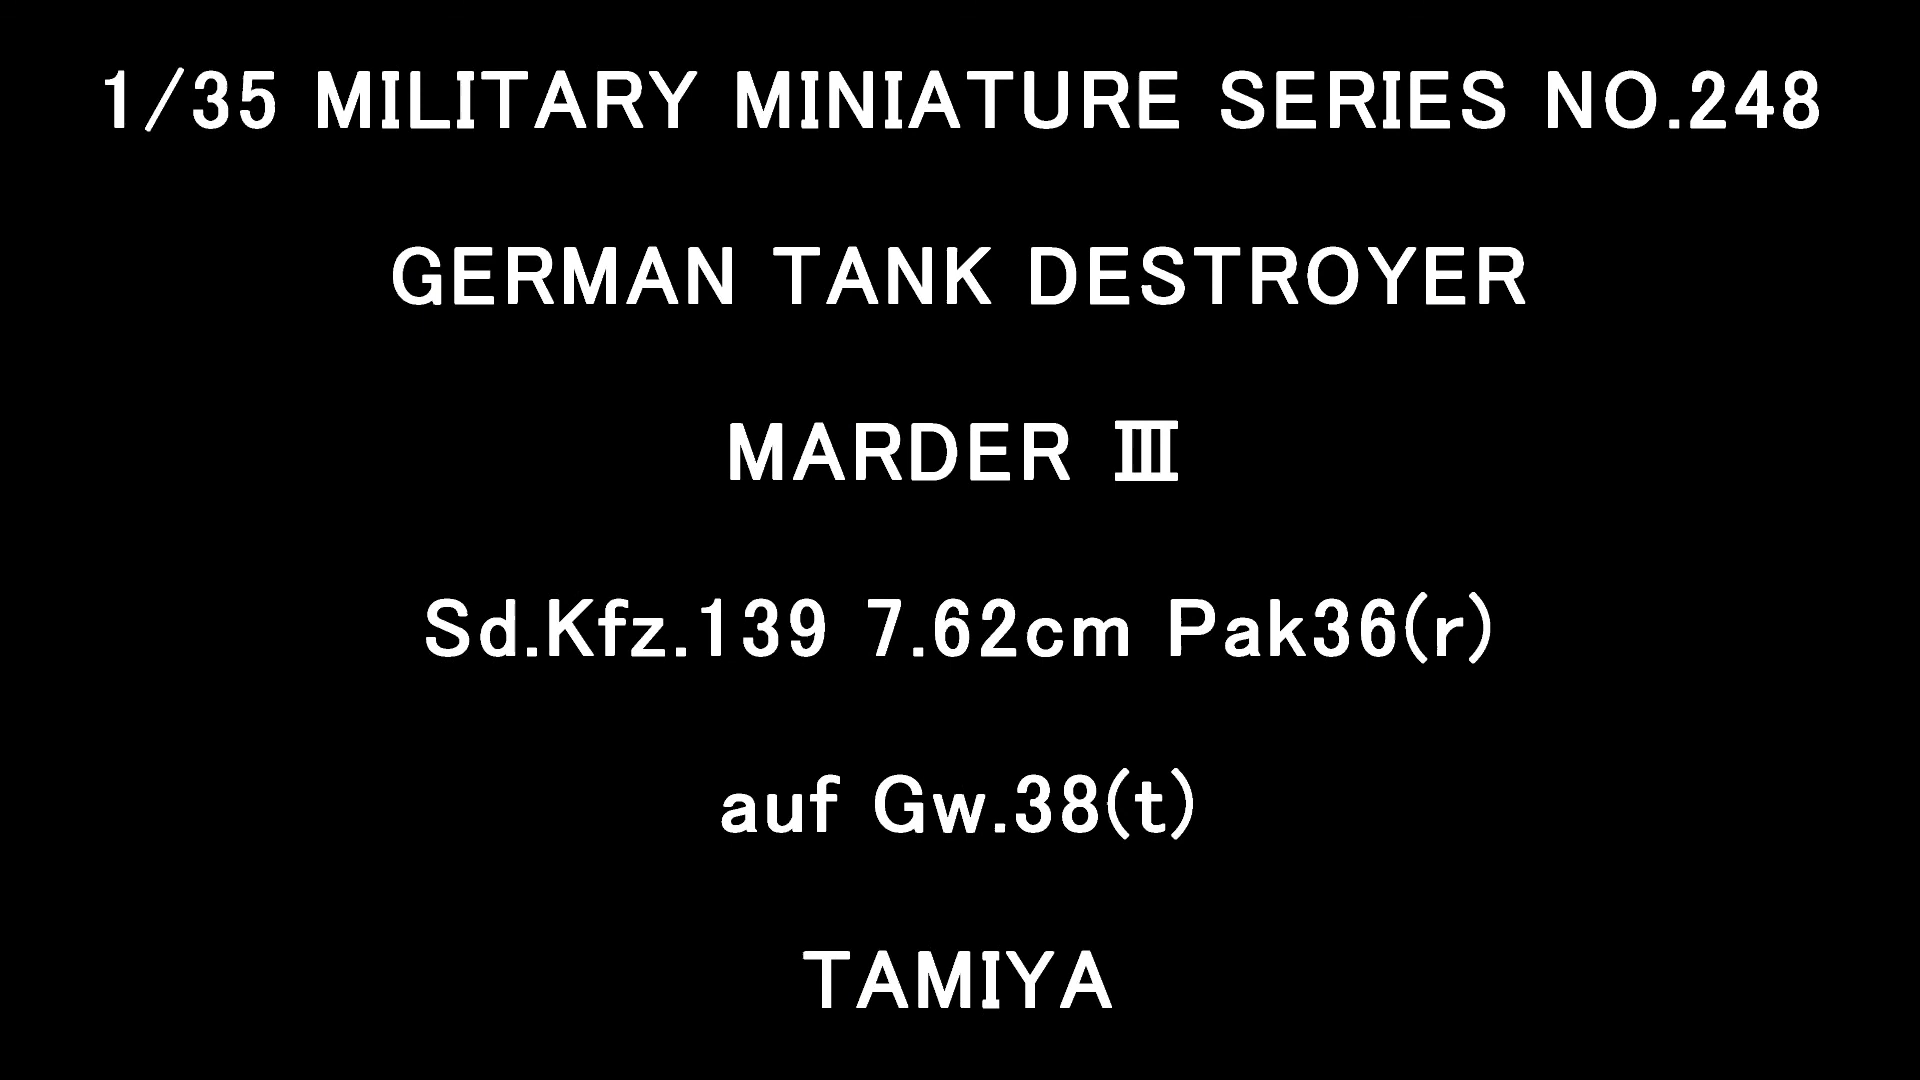 1/35 MILITARY MINIATURE SERIES NO.248
GERMAN TANK DESTROYER
MARDER Ⅲ
Sd.Kfz.139 7.62cm Pak36(r)
auf Gw.38(t)
TAMIYA